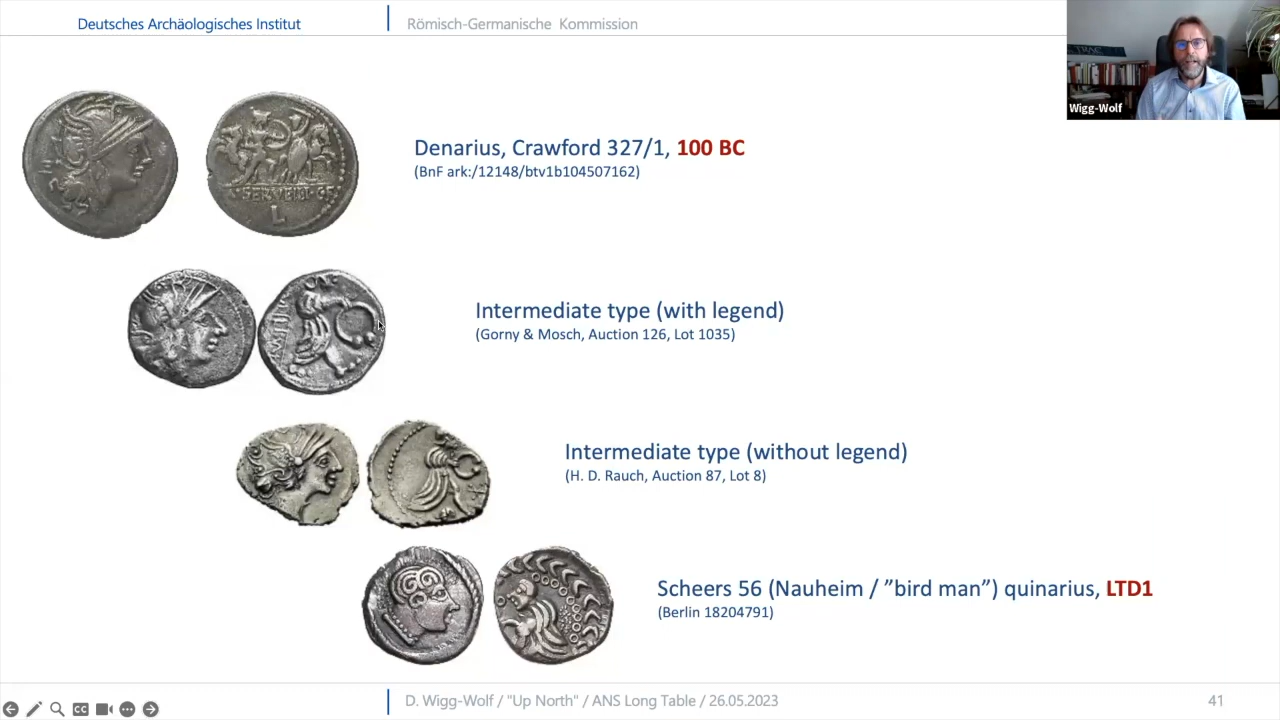 Deutsches Archäologisches Institut
Römisch-Germanische Kommission
TRAC
Wigg-Wolf
Denarius, Crawford 327/1, 100 BC
(BnF ark:/12148/btv1b104507162)
L
Intermediate type (with legend)
(Gorny & Mosch, Auction 126, Lot 1035)
Intermediate type (without legend)
(H. D. Rauch, Auction 87, Lot 8)
Scheers 56 (Nauheim / ”bird man”) quinarius, LTD1
(Berlin 18204791)
D. Wigg-Wolf / "Up North" / ANS Long Table / 26.05.2023
41
CC